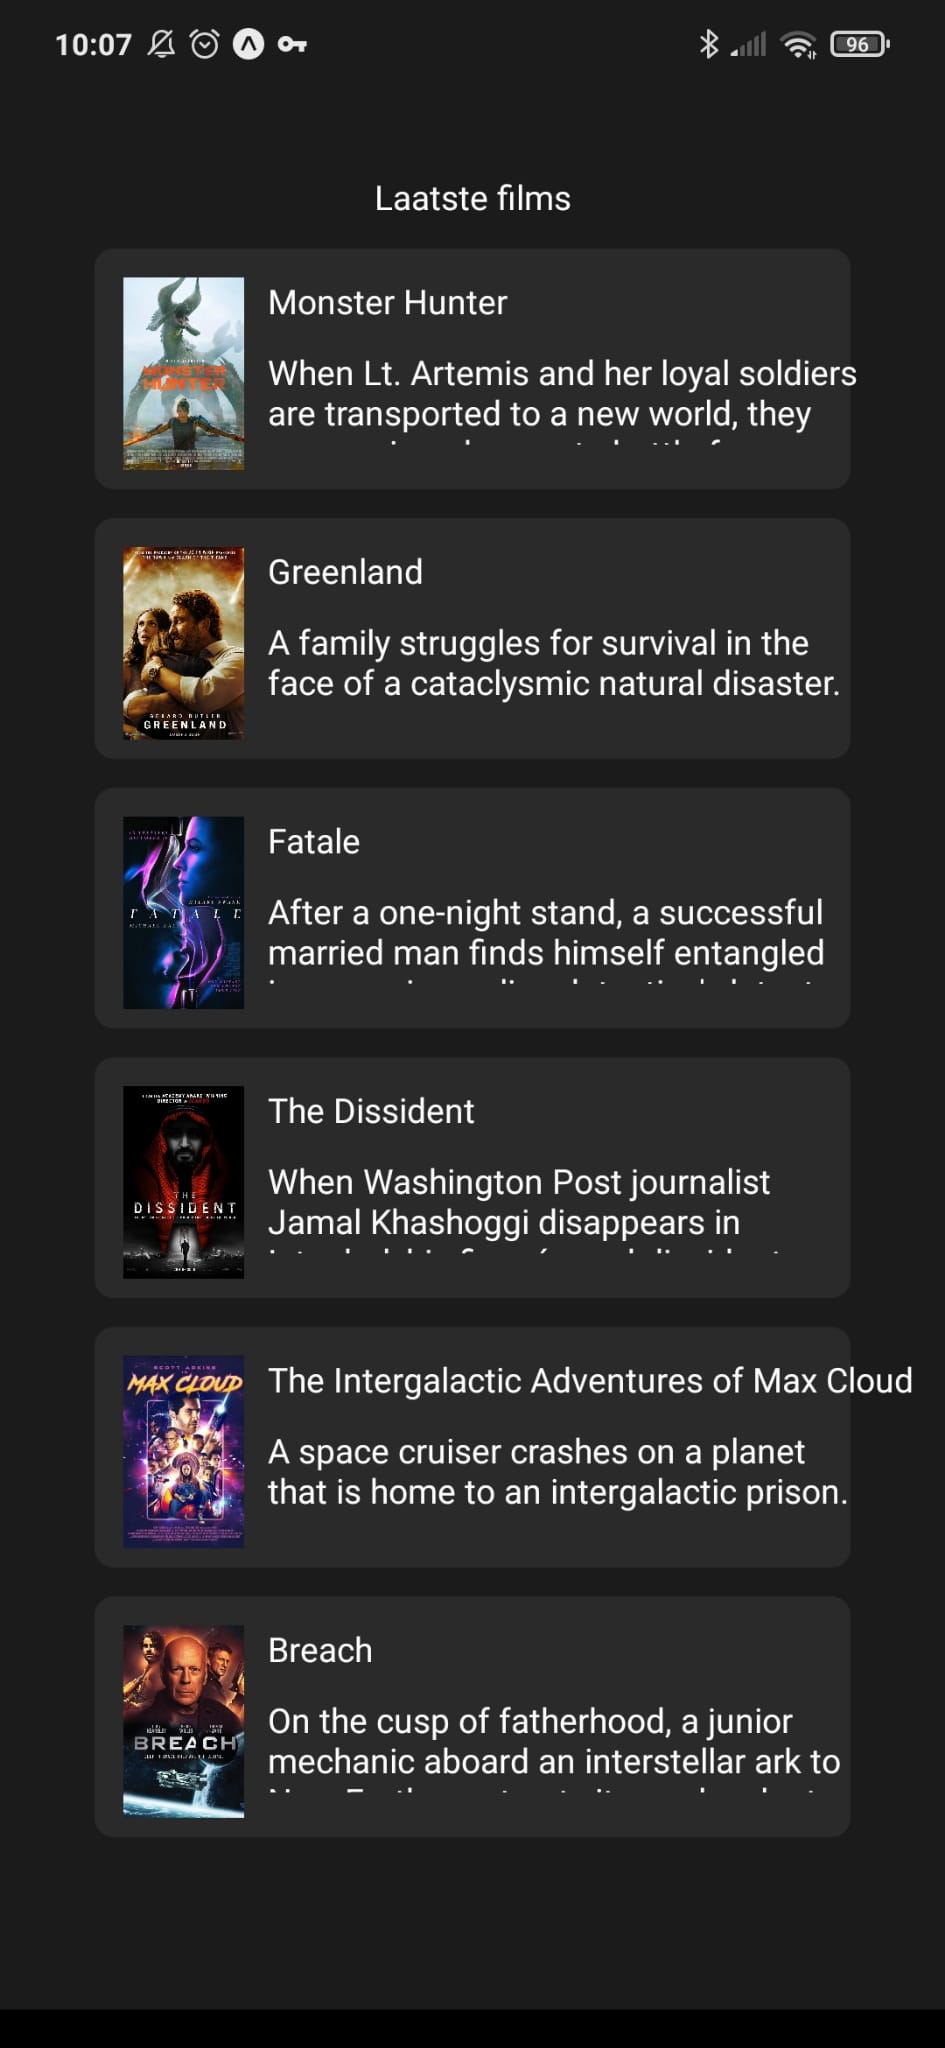 10:07
96
Laatste films
MONSTER
HUNTER
Monster Hunter
When Lt. Artemis and her loyal soldiers
are transported to a new world, they
GERARD BUTLER
GREENLAND
Greenland
A family struggles for survival in the
face of a cataclysmic natural disaster.
FATALE
Fatale
After a one-night stand, a successful
married man finds himself entangled
THE
DISSIDENT
The Dissident
When Washington Post journalist
Jamal Khashoggi disappears in
SCOTT ADKINS
MAX CLOUD
The Intergalactic Adventures of Max Cloud
A space cruiser crashes on a planet
that is home to an intergalactic prison.
BREACH
Breach
On the cusp of fatherhood, a junior
mechanic aboard an interstellar ark to